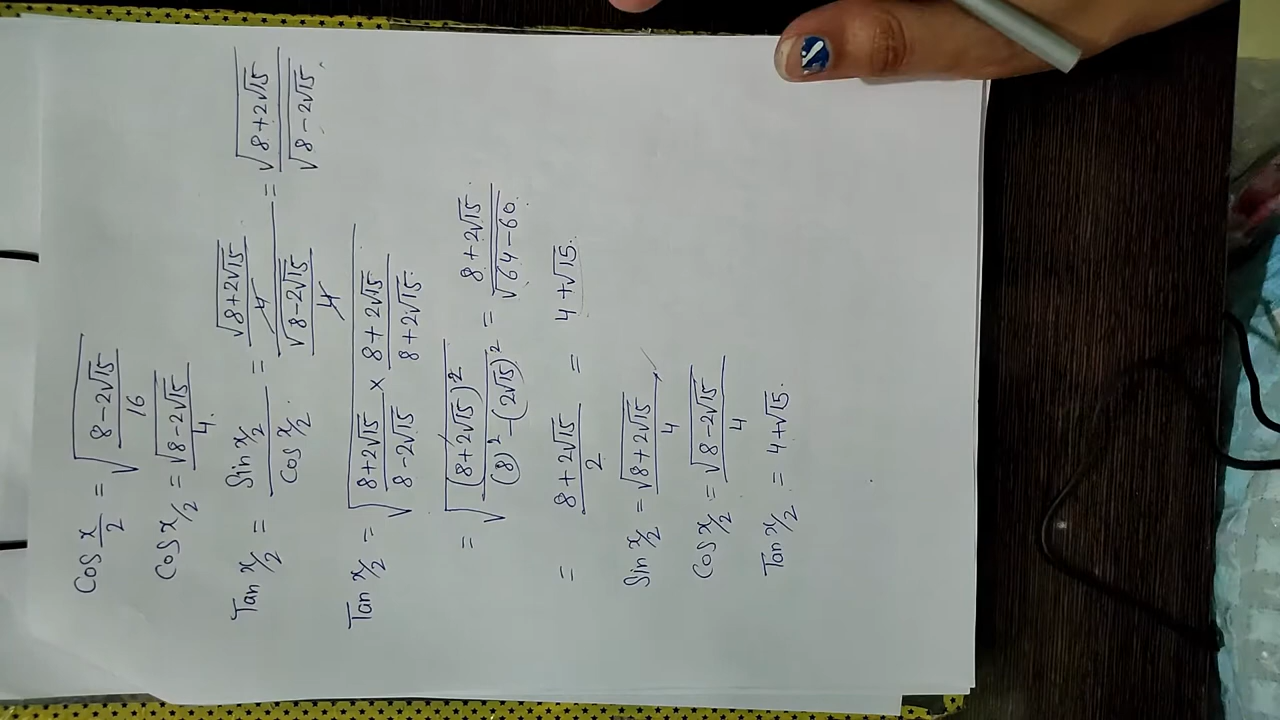 Cos x/2 = √((8-2√15)/16)
Cos x/2 = √(8-2√15)/4.
Tan x/2 = Sin x/2 / Cos x/2. = (√(8+2√15)/4) / (√(8-2√15)/4) = √(8+2√15) / √(8-2√15).
Tan x/2 = √((8+2√15)/(8-2√15) × (8+2√15)/(8+2√15.))
= √((8+2√15)²/((8)²-(2√15)²)) = (8+2√15)/√(64-60.)
= (8+2√15)/2 = 4+√15.
Sin x/2 = √(8+2√15)/4
Cos x/2 = √(8-2√15)/4
Tan x/2 = 4+√15.